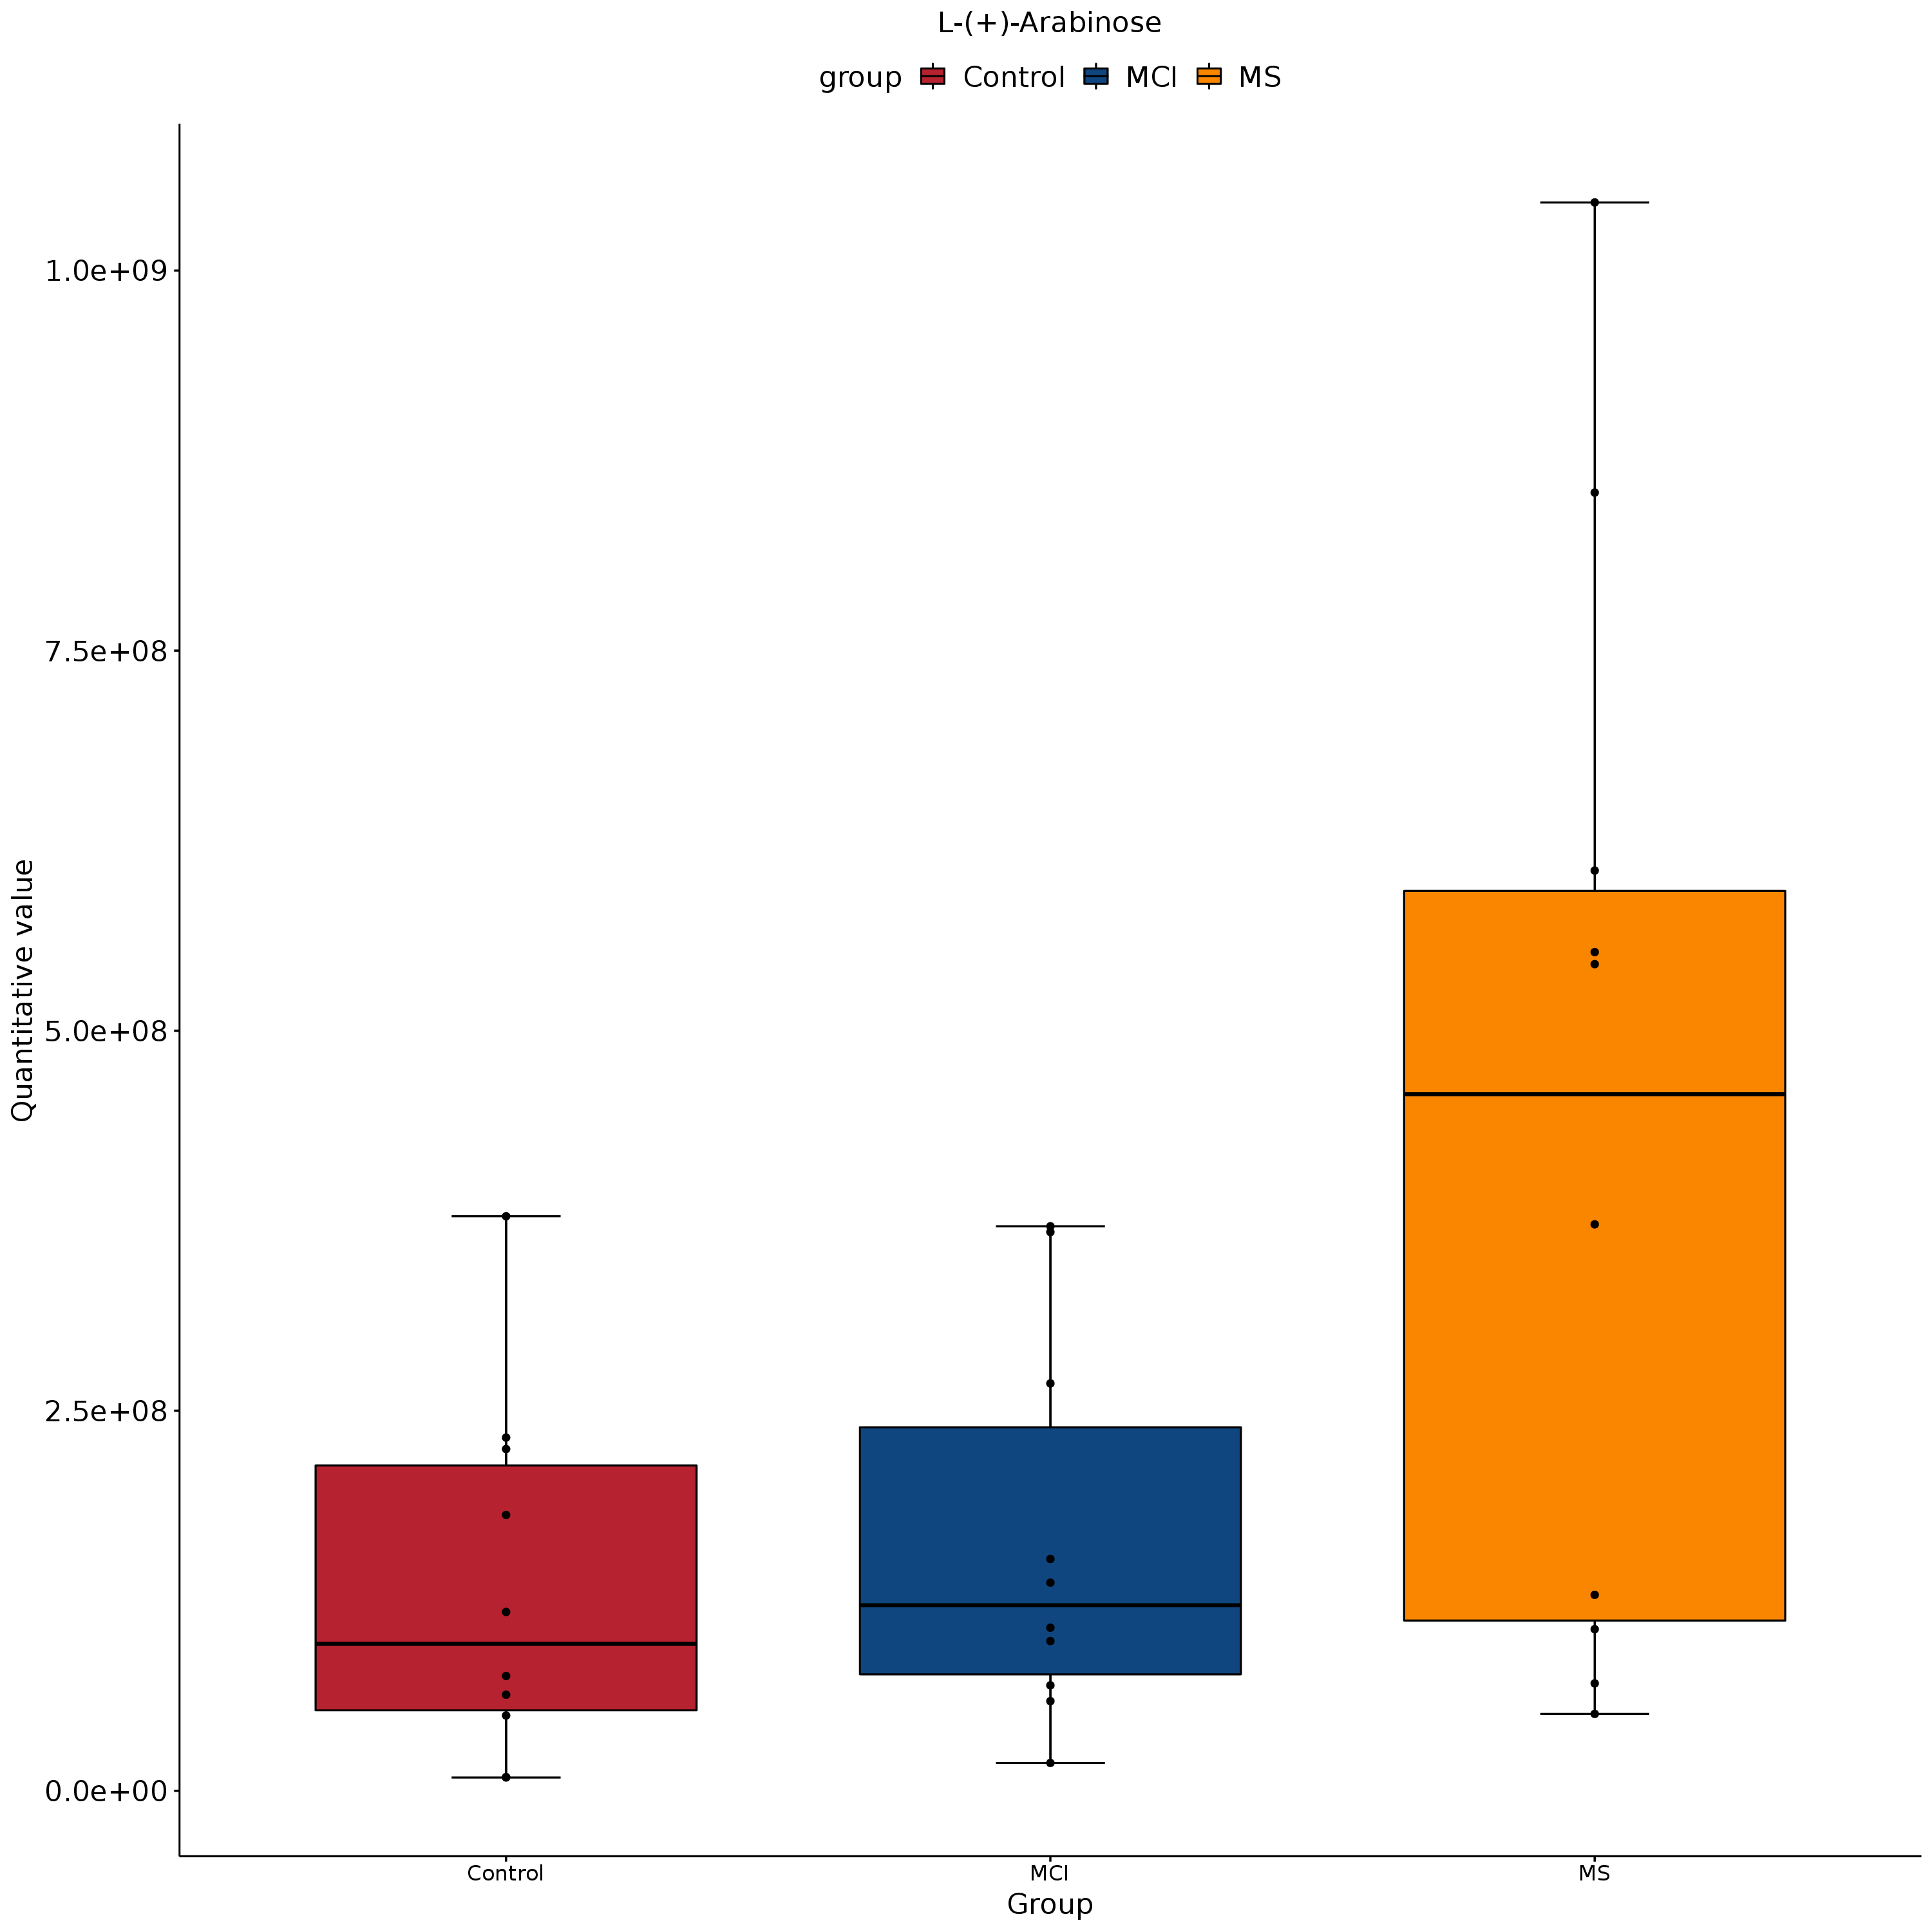 L-(+)-Arabinose
group Control MCI MS
1.0e+09
7.5e+08
5.0e+08
2.5e+08
0.0e+00
Quantitative value
Control MCI MS
Group